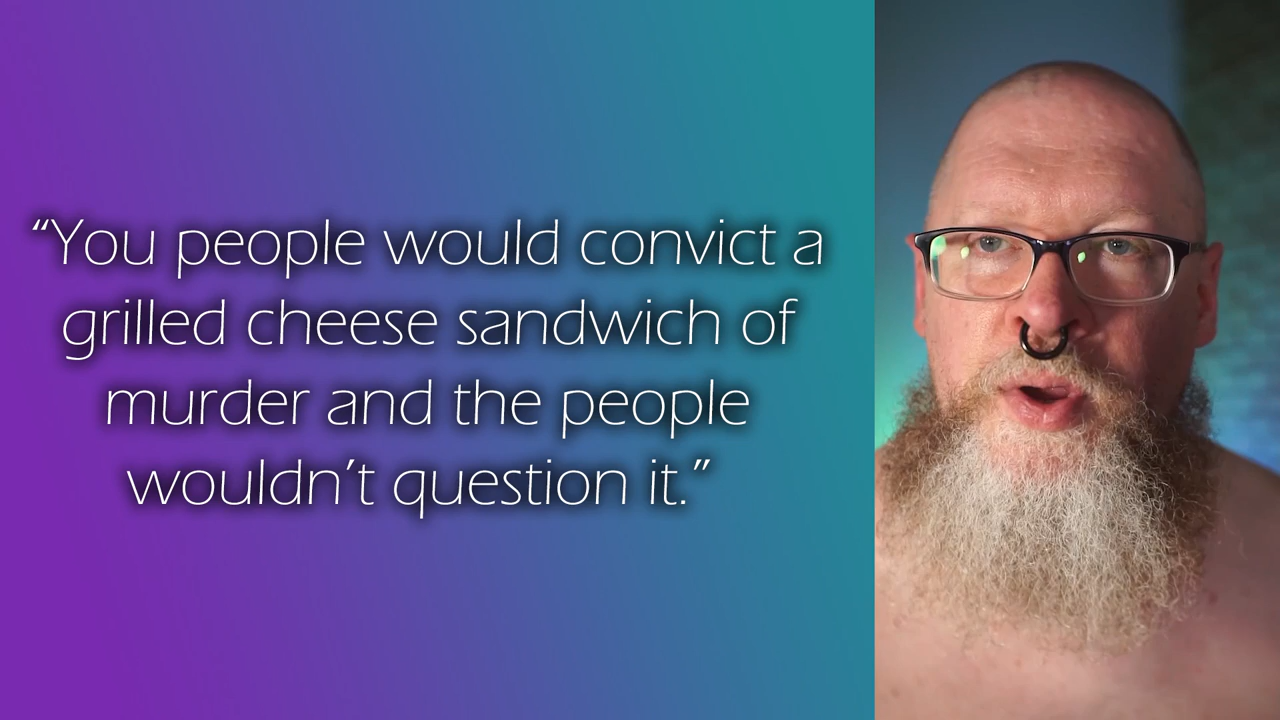 “You people would convict a
grilled cheese sandwich of
murder and the people
wouldn’t question it.”